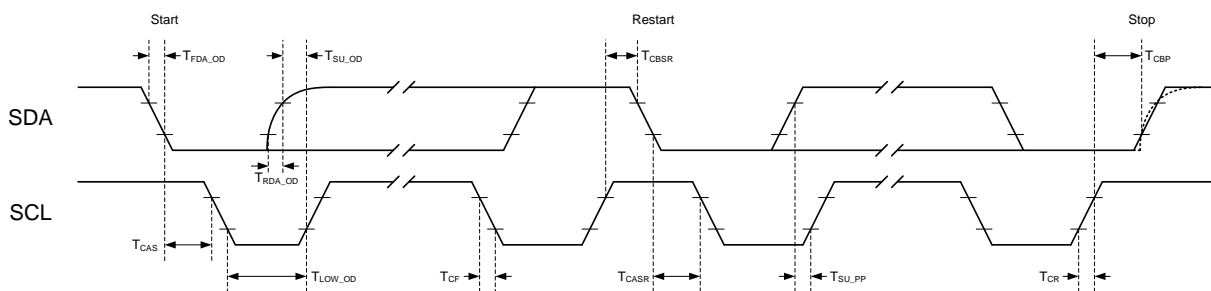 Start Restart Stop
TFDA_OD TSU_OD TCBSR TCBP
SDA
TRDA_OD
SCL
TCAS TLOW_OD TCF TCASR TSU_PP TCR